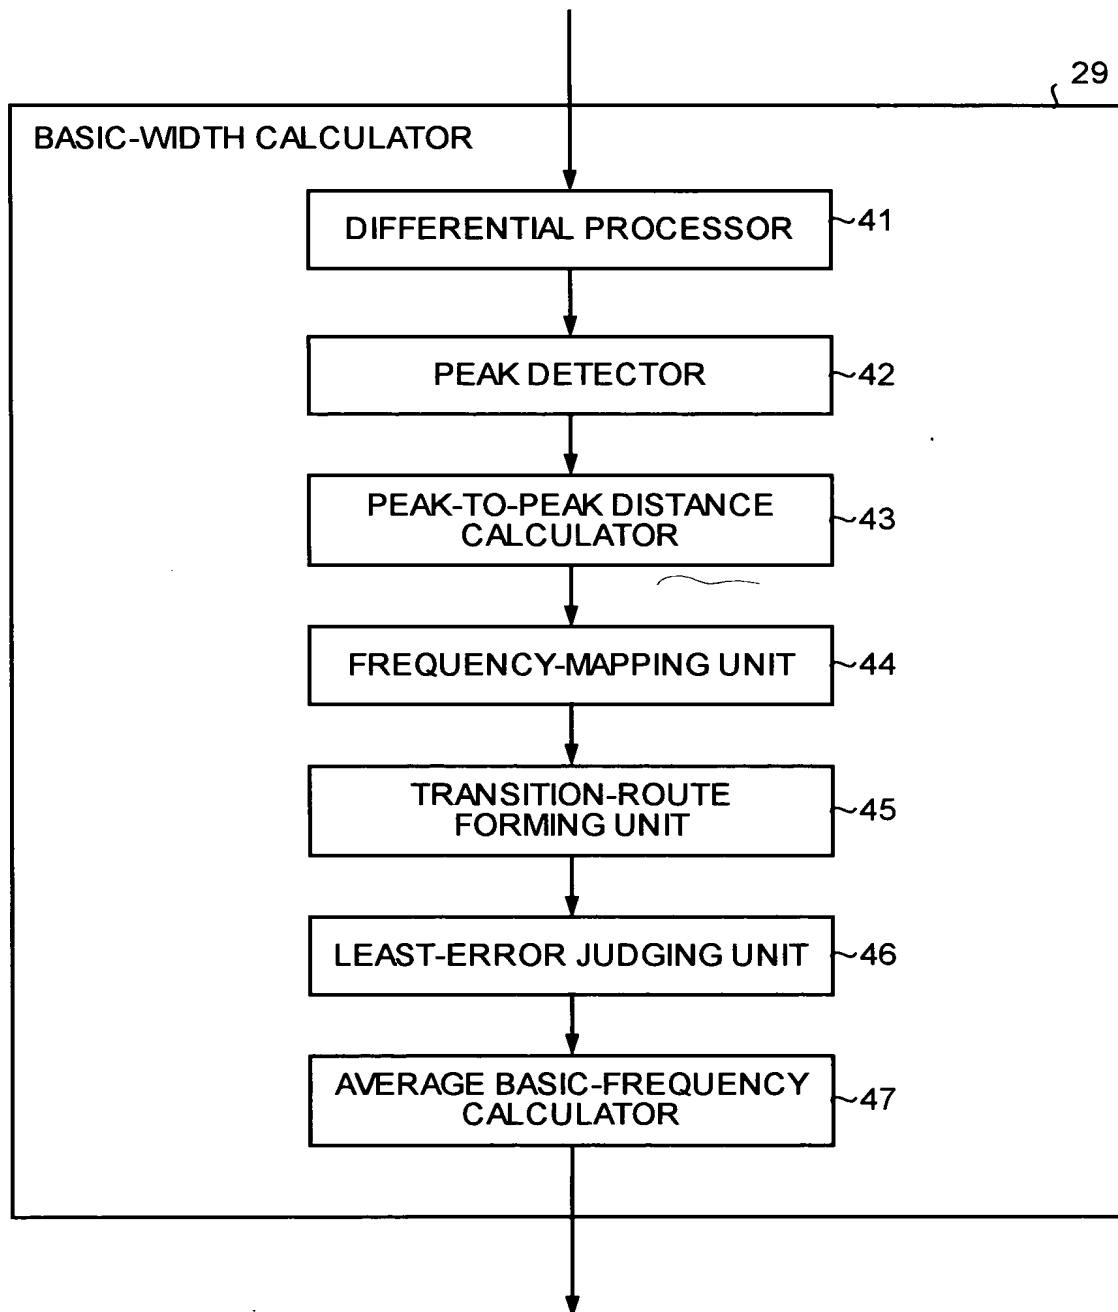 29
BASIC-WIDTH CALCULATOR
DIFFERENTIAL PROCESSOR
41
PEAK DETECTOR
42
PEAK-TO-PEAK DISTANCE
CALCULATOR
43
FREQUENCY-MAPPING UNIT
44
TRANSITION-ROUTE
FORMING UNIT
45
LEAST-ERROR JUDGING UNIT
46
AVERAGE BASIC-FREQUENCY
CALCULATOR
47